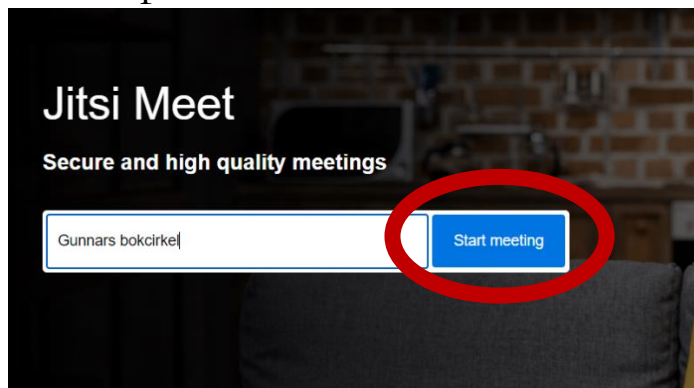 Jitsi Meet
Secure and high quality meetings
Gunnars bokcirkel Start meeting